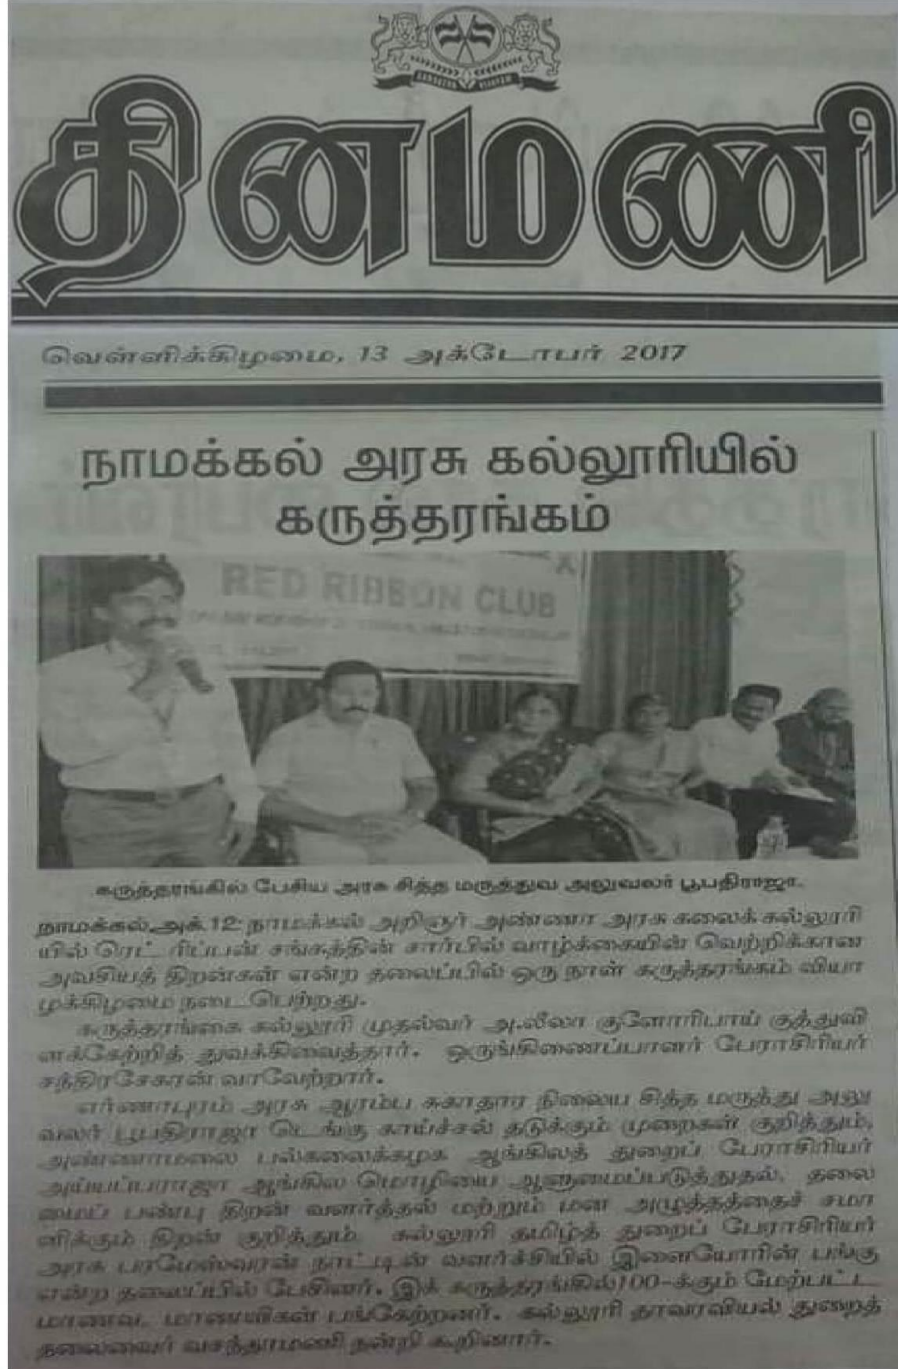 தினமணி
வெள்ளிக்கிழமை, 13 அக்டோபர் 2017
நாமக்கல் அரசு கல்லூரியில்
கருத்தரங்கம்
RED RIBBON CLUB
கருத்தரங்கில் பேசிய அரசு சித்த மருத்துவ அலுவலர் பூபதிராஜா.
நாமக்கல்,அக்.12: நாமக்கல் அறிஞர் அண்ணா அரசு கலைக் கல்லூரி
யில் ரெட் ரிப்பன் சங்கத்தின் சார்பில் வாழ்க்கையின் வெற்றிக்கான
அவசியத் திறன்கள் என்ற தலைப்பில் ஒரு நாள் கருத்தரங்கம் வியா
ழக்கிழமை நடைபெற்றது.
கருத்தரங்கை கல்லூரி முதல்வர் அ.லீலா குளோரிபாய் குத்துவி
ளக்கேற்றித் துவக்கிவைத்தார். ஒருங்கிணைப்பாளர் பேராசிரியர்
சந்திரசேகரன் வரவேற்றார்.
எர்ணாபுரம் அரசு ஆரம்ப சுகாதார நிலைய சித்த மருத்து அலு
வலர் பூபதிராஜா டெங்கு காய்ச்சல் தடுக்கும் முறைகள் குறித்தும்,
அண்ணாமலை பல்கலைக்கழக ஆங்கிலத் துறைப் பேராசிரியர்
அய்யப்பராஜா ஆங்கில மொழியை ஆளுமைப்படுத்துதல், தலை
மைப் பண்பு திறன் வளர்த்தல் மற்றும் மன அழுத்தத்தைச் சமா
ளிக்கும் திறன் குறித்தும் கல்லூரி தமிழ்த் துறைப் பேராசிரியர்
அரசு பரமேஸ்வரன் நாட்டின் வளர்ச்சியில் இளையோரின் பங்கு
என்ற தலைப்பில் பேசினர். இக் கருத்தரங்கில்100-க்கும் மேற்பட்ட
மாணவ, மாணவிகள் பங்கேற்றனர். கல்லூரி தாவரவியல் துறைத்
தலைவர் வசந்தாமணி நன்றி கூறினார்.